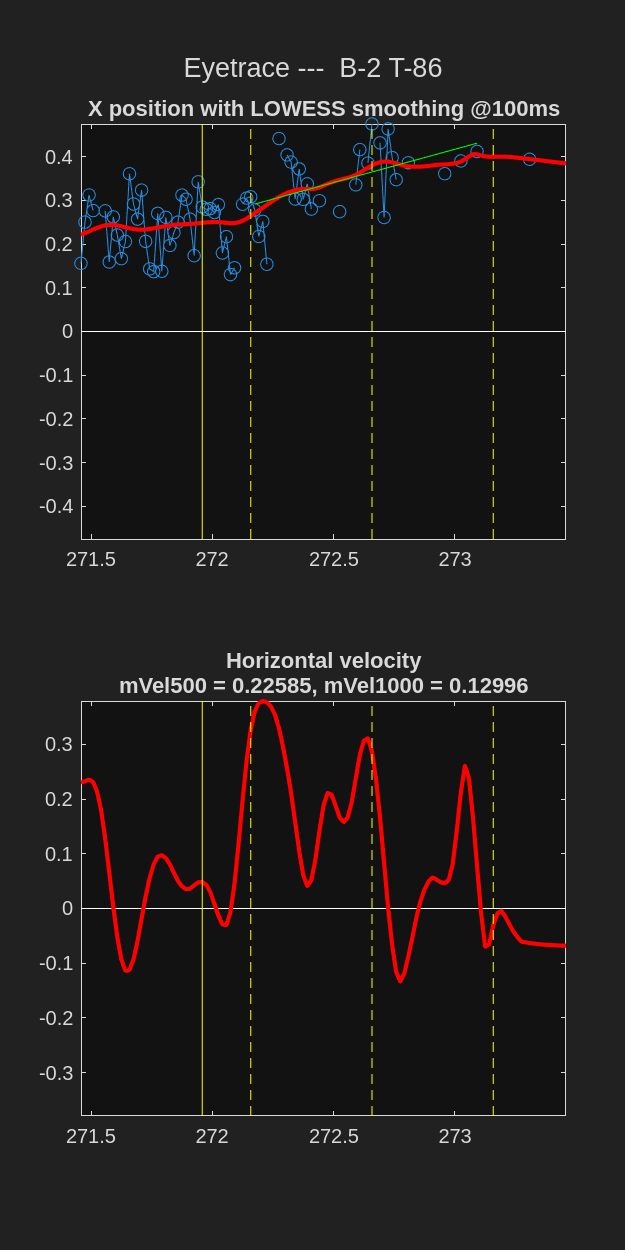 Eyetrace ---  B-2 T-86
X position with LOWESS smoothing @100ms
0.4
0.3
0.2
0.1
0
-0.1
-0.2
-0.3
-0.4
271.5 272 272.5 273
Horizontal velocity
mVel500 = 0.22585, mVel1000 = 0.12996
0.3
0.2
0.1
0
-0.1
-0.2
-0.3
271.5 272 272.5 273